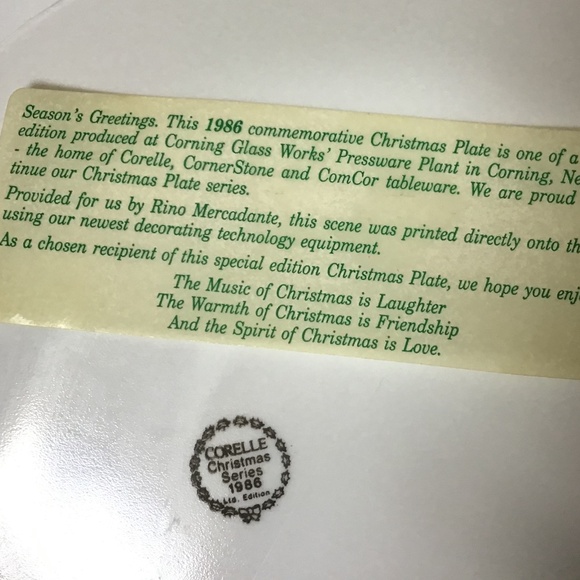 Season's Greetings. This 1986 commemorative Christmas Plate is one of a
edition produced at Corning Glass Works' Pressware Plant in Corning, Ne
- the home of Corelle, CornerStone and ComCor tableware. We are proud
tinue our Christmas Plate series.
Provided for us by Rino Mercadante, this scene was printed directly onto th
using our newest decorating technology equipment.
As a chosen recipient of this special edition Christmas Plate, we hope you enj
The Music of Christmas is Laughter
The Warmth of Christmas is Friendship
And the Spirit of Christmas is Love.
CORELLE
Christmas
Series
1986
Ltd. Edition